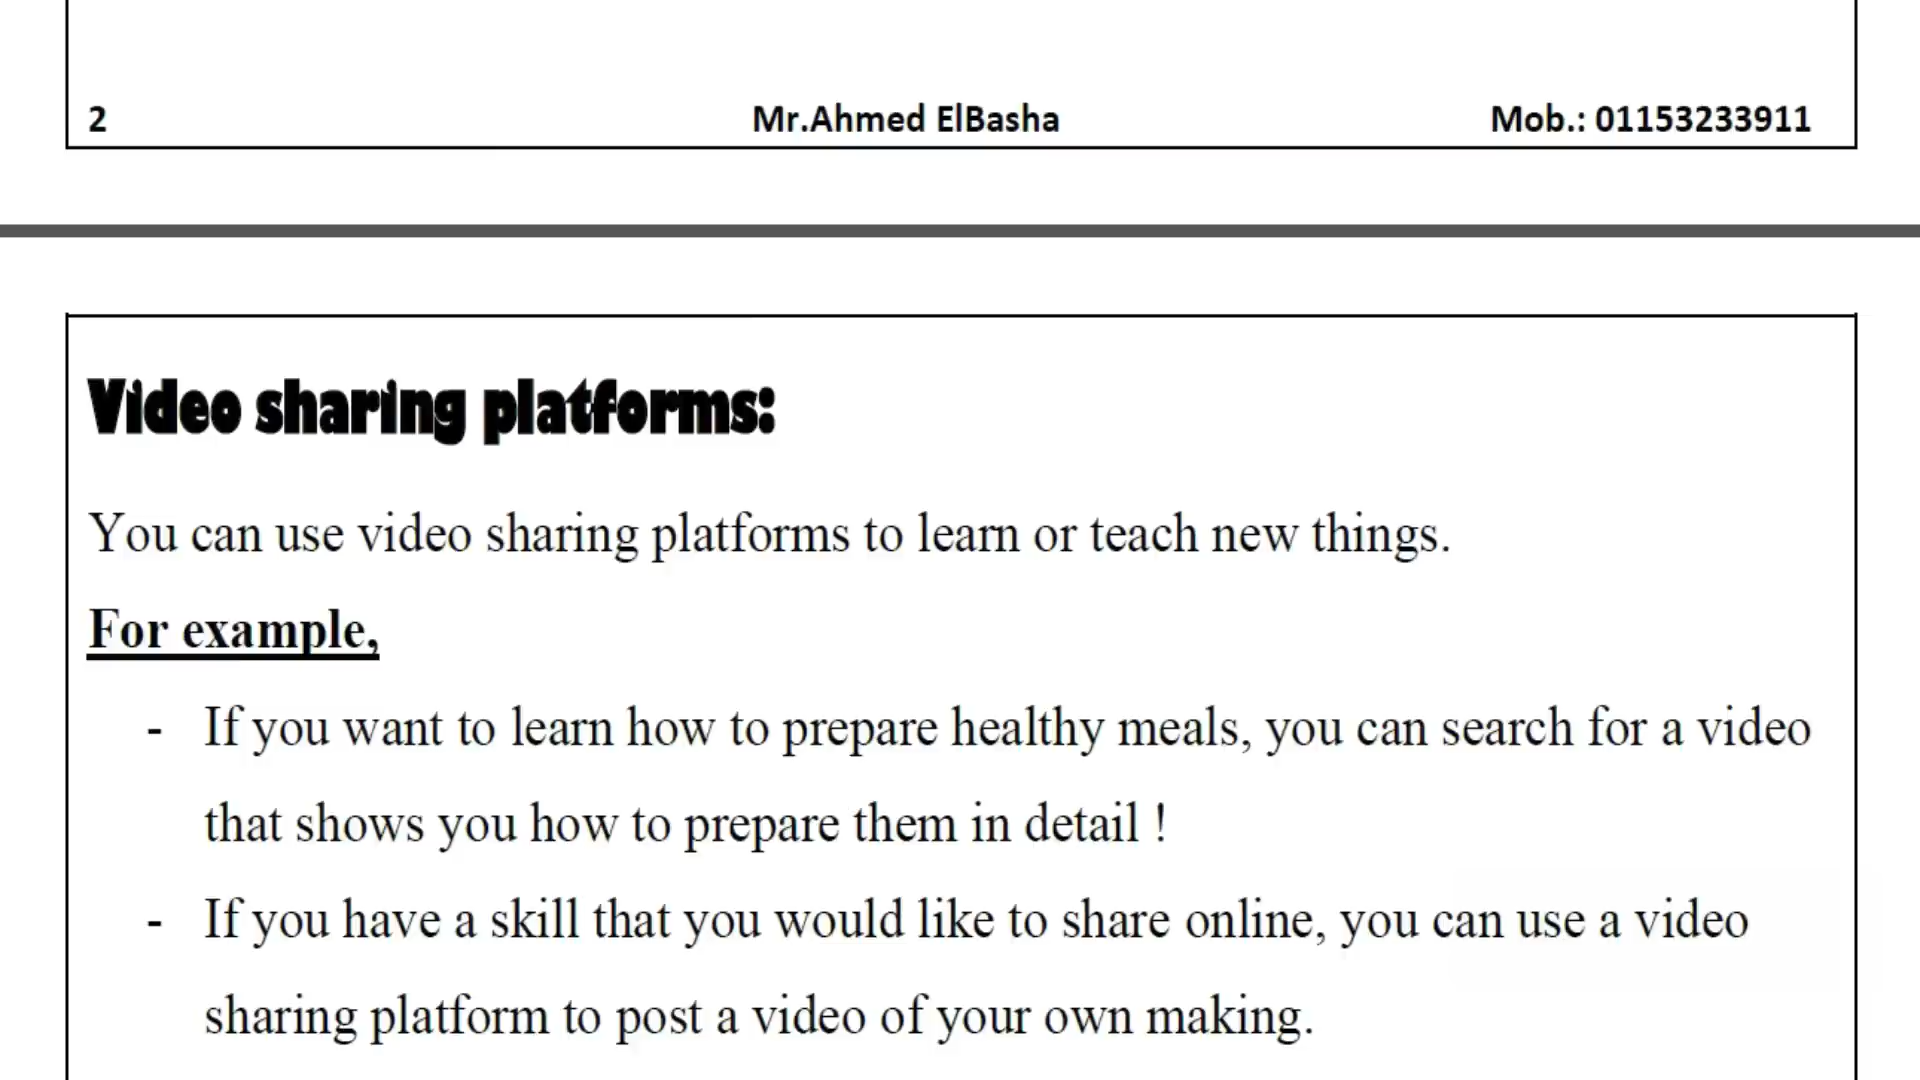 2 Mr.Ahmed ElBasha Mob.: 01153233911
Video sharing platforms:
You can use video sharing platforms to learn or teach new things.
For example,
- If you want to learn how to prepare healthy meals, you can search for a video
that shows you how to prepare them in detail !
- If you have a skill that you would like to share online, you can use a video
sharing platform to post a video of your own making.